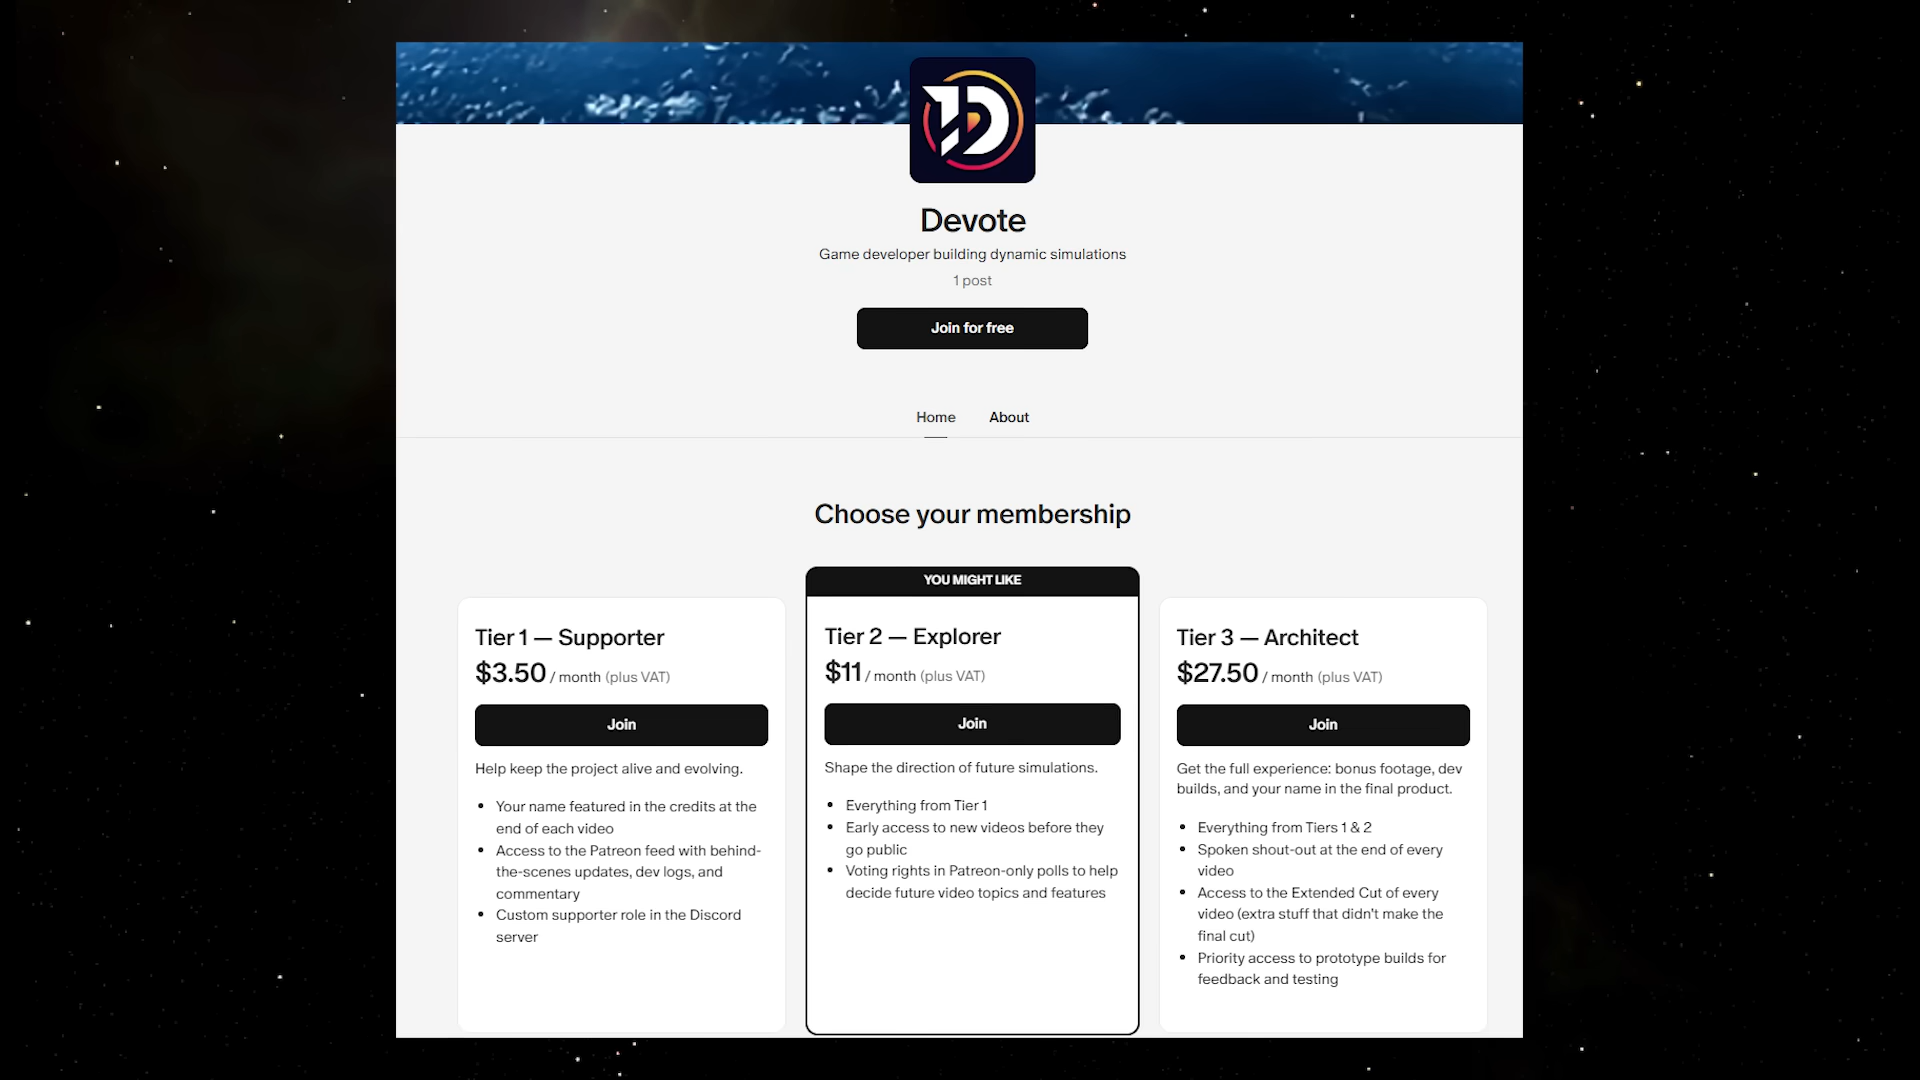 Devote
Game developer building dynamic simulations
1 post
Join for free
Home
About
Choose your membership
Tier 1 — Supporter
$3.50 / month (plus VAT)
Join
Help keep the project alive and evolving.
• Your name featured in the credits at the
end of each video
• Access to the Patreon feed with behind-
the-scenes updates, dev logs, and
commentary
• Custom supporter role in the Discord
server
YOU MIGHT LIKE
Tier 2 — Explorer
$11 / month (plus VAT)
Join
Shape the direction of future simulations.
• Everything from Tier 1
• Early access to new videos before they
go public
• Voting rights in Patreon-only polls to help
decide future video topics and features
Tier 3 — Architect
$27.50 / month (plus VAT)
Join
Get the full experience: bonus footage, dev
builds, and your name in the final product.
• Everything from Tiers 1 & 2
• Spoken shout-out at the end of every
video
• Access to the Extended Cut of every
video (extra stuff that didn't make the
final cut)
• Priority access to prototype builds for
feedback and testing